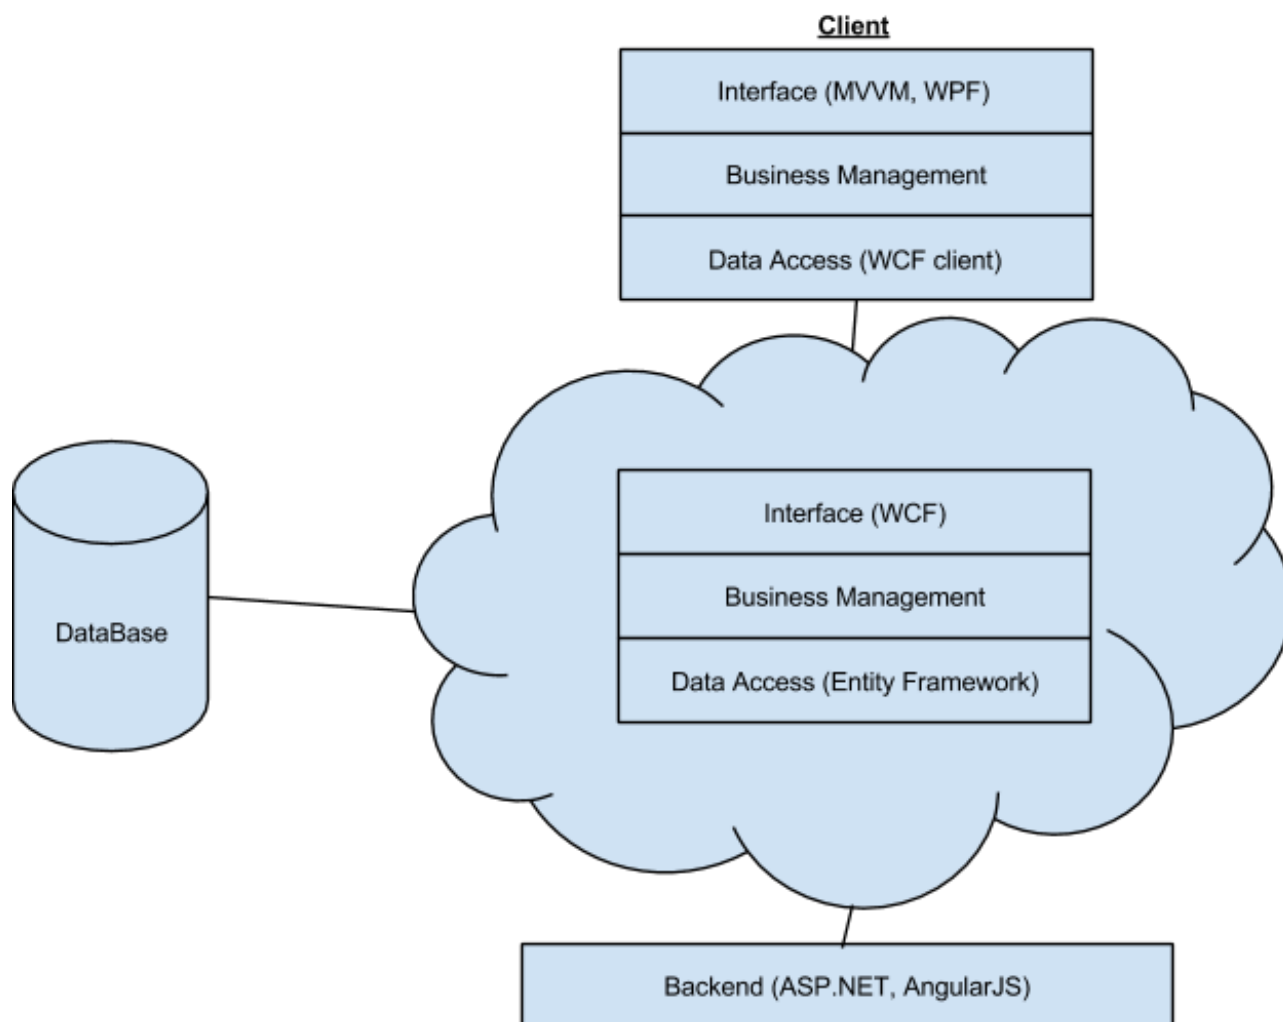 Client
Interface (MVVM, WPF)
Business Management
Data Access (WCF client)
Interface (WCF)
Business Management
Data Access (Entity Framework)
DataBase
Backend (ASP.NET, AngularJS)